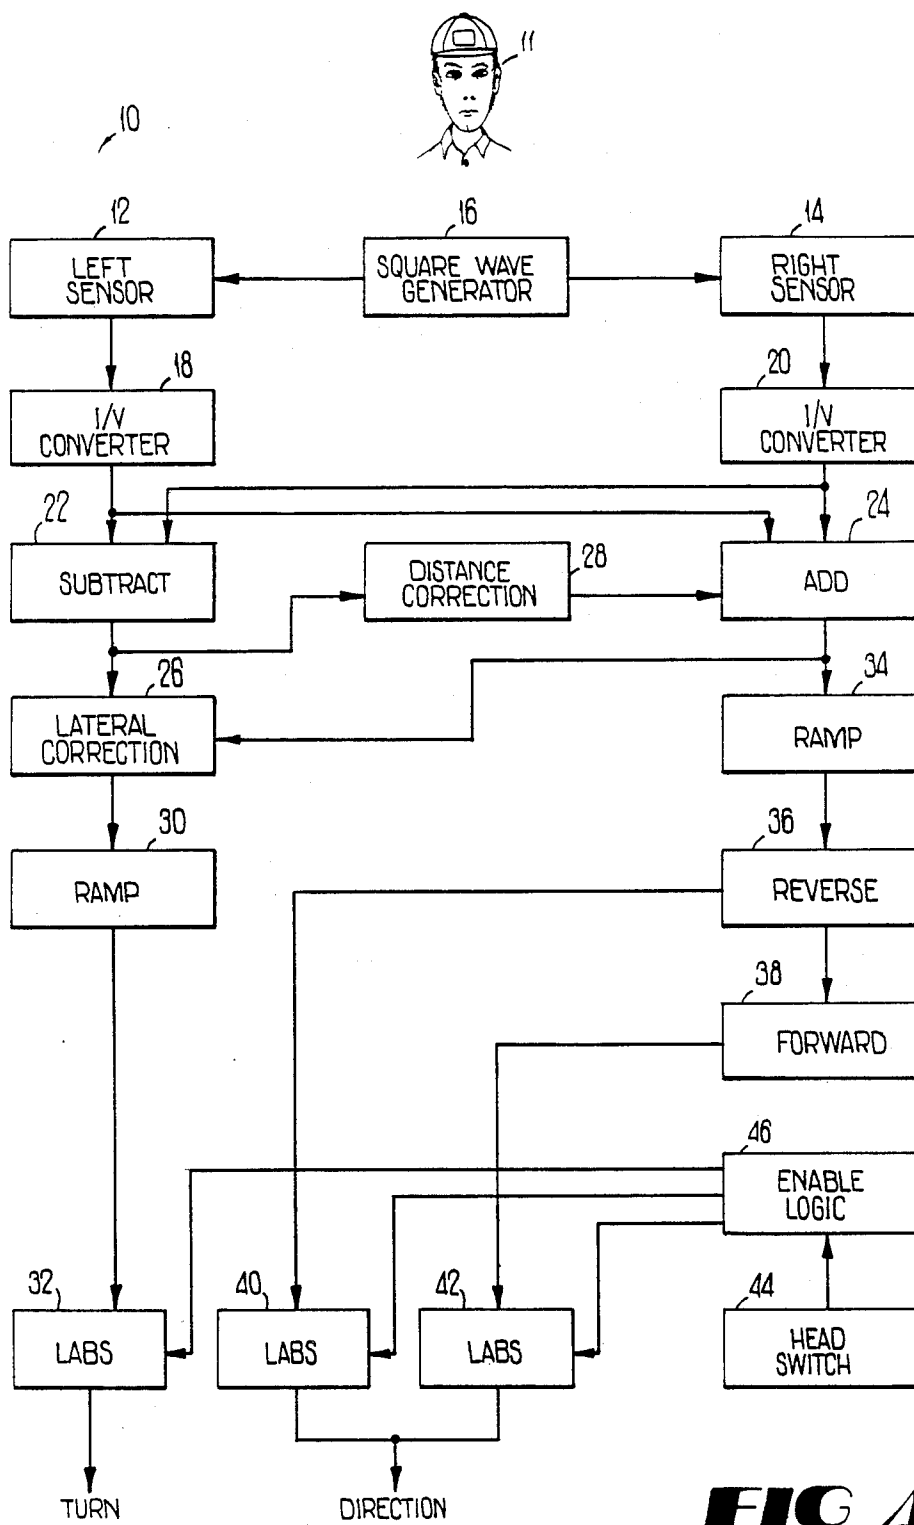 11
10
12
16
14
LEFT
SENSOR
SQUARE WAVE
GENERATOR
RIGHT
SENSOR
18
20
I/V
CONVERTER
I/V
CONVERTER
22
24
SUBTRACT
DISTANCE
CORRECTION
28
ADD
26
34
LATERAL
CORRECTION
RAMP
30
36
RAMP
REVERSE
38
FORWARD
46
ENABLE
LOGIC
32
40
42
44
LABS
LABS
LABS
HEAD
SWITCH
TURN
DIRECTION
FIG 4